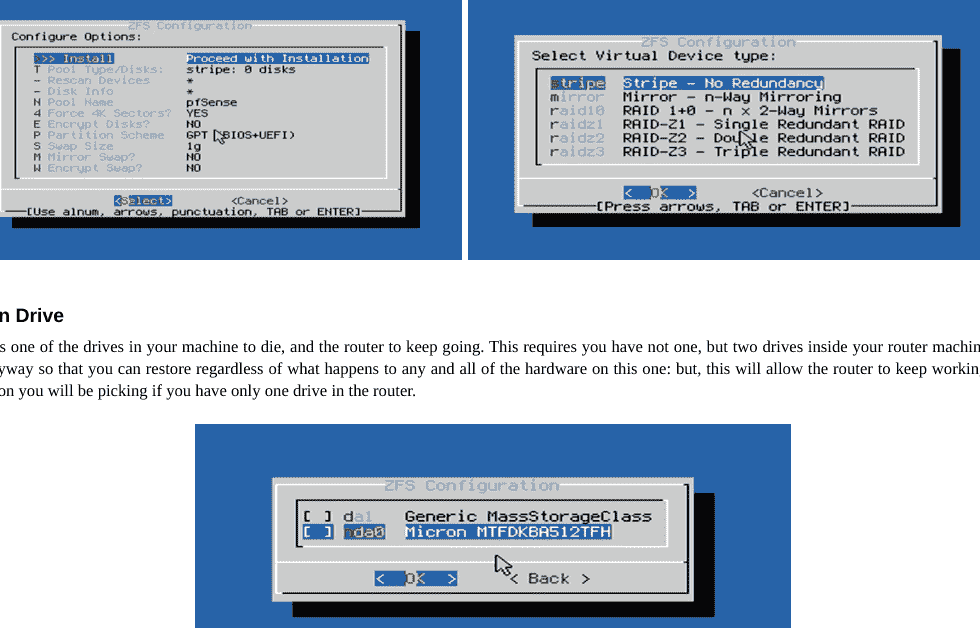 ZFS Configuration
Configure Options:
>>> Install Proceed with Installation
T Pool Type/Disks: stripe: 0 disks
- Rescan Devices *
- Disk Info *
N Pool Name pfSense
4 Force 4K Sectors? YES
E Encrypt Disks? NO
P Partition Scheme GPT (BIOS+UEFI)
S Swap Size 1g
M Mirror Swap? NO
W Encrypt Swap? NO
<Select> <Cancel>
[Use alnum, arrows, punctuation, TAB or ENTER]
ZFS Configuration
Select Virtual Device type:
stripe Stripe - No Redundancy
mirror Mirror - n-Way Mirroring
raid10 RAID 1+0 - n x 2-Way Mirrors
raidz1 RAID-Z1 - Single Redundant RAID
raidz2 RAID-Z2 - Double Redundant RAID
raidz3 RAID-Z3 - Triple Redundant RAID
< OK > <Cancel>
[Press arrows, TAB or ENTER]
n Drive
s one of the drives in your machine to die, and the router to keep going. This requires you have not one, but two drives inside your router machin
yway so that you can restore regardless of what happens to any and all of the hardware on this one: but, this will allow the router to keep workin
on you will be picking if you have only one drive in the router.
ZFS Configuration
[ ] da1 Generic MassStorageClass
[ ] nda0 Micron MTFDKBA512TFH
< OK > < Back >